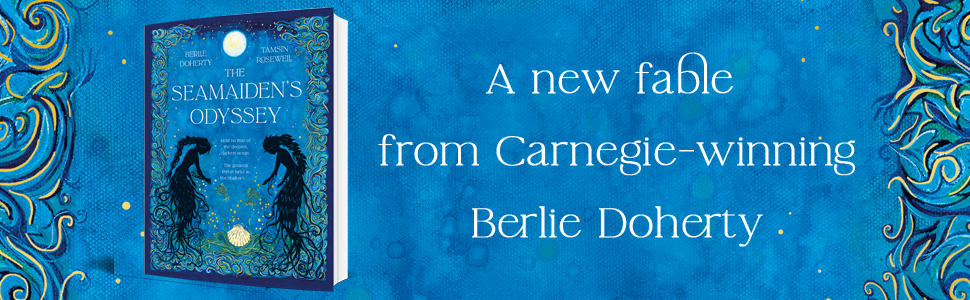 BERLIE DOHERTY
TAMSIN ROSEWELL
THE
SEAMAIDEN'S
ODYSSEY
A new fable
from Carnegie-winning
Berlie Doherty